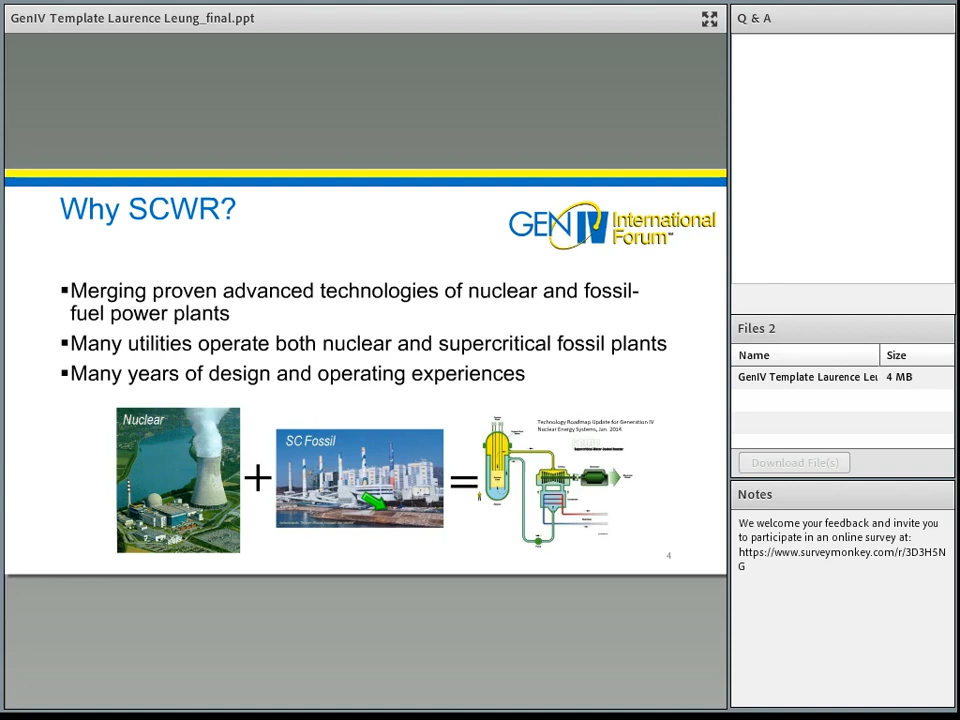 GenIV Template Laurence Leung_final.ppt
Why SCWR?
GEN IV International
Forum™
▪Merging proven advanced technologies of nuclear and fossil-
fuel power plants
▪Many utilities operate both nuclear and supercritical fossil plants
▪Many years of design and operating experiences
Nuclear
+
SC Fossil
=
Technology Roadmap Update for Generation IV
Nuclear Energy Systems, Jan. 2014.
4
Q & A
Files 2
Name Size
GenIV Template Laurence Leu 4 MB
Download File(s)
Notes
We welcome your feedback and invite you
to participate in an online survey at:
https://www.surveymonkey.com/r/3D3H5N
G